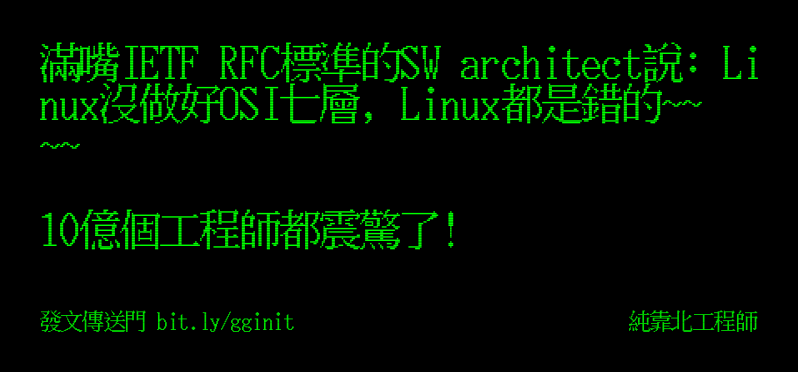 滿嘴IETF RFC標準的SW architect說: Li
nux沒做好OSI七層, Linux都是錯的~~
~~
10億個工程師都震驚了!
發文傳送門 bit.ly/gginit
純靠北工程師